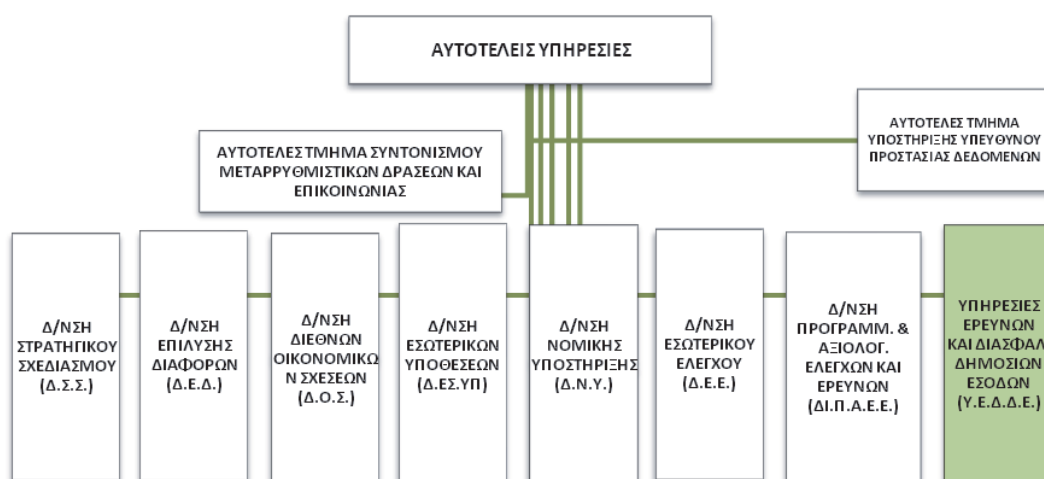 ΑΥΤΟΤΕΛΕΙΣ ΥΠΗΡΕΣΙΕΣ
ΑΥΤΟΤΕΛΕΣ ΤΜΗΜΑ
ΥΠΟΣΤΗΡΙΞΗΣ ΥΠΕΥΘΥΝΟΥ
ΠΡΟΣΤΑΣΙΑΣ ΔΕΔΟΜΕΝΩΝ
ΑΥΤΟΤΕΛΕΣ ΤΜΗΜΑ ΣΥΝΤΟΝΙΣΜΟΥ
ΜΕΤΑΡΡΥΘΜΙΣΤΙΚΩΝ ΔΡΑΣΕΩΝ ΚΑΙ
ΕΠΙΚΟΙΝΩΝΙΑΣ
Δ/ΝΣΗ
ΣΤΡΑΤΗΓΙΚΟΥ
ΣΧΕΔΙΑΣΜΟΥ
(Δ.Σ.Σ.)
Δ/ΝΣΗ
ΕΠΙΛΥΣΗΣ
ΔΙΑΦΟΡΩΝ
(Δ.Ε.Δ.)
Δ/ΝΣΗ
ΔΙΕΘΝΩΝ
ΟΙΚΟΝΟΜΙΚΩ
Ν ΣΧΕΣΕΩΝ
(Δ.Ο.Σ.)
Δ/ΝΣΗ
ΕΣΩΤΕΡΙΚΩΝ
ΥΠΟΘΕΣΕΩΝ
(Δ.ΕΣ.ΥΠ)
Δ/ΝΣΗ
ΝΟΜΙΚΗΣ
ΥΠΟΣΤΗΡΙΞΗΣ
(Δ.Ν.Υ.)
Δ/ΝΣΗ
ΕΣΩΤΕΡΙΚΟΥ
ΕΛΕΓΧΟΥ
(Δ.Ε.Ε.)
Δ/ΝΣΗ
ΠΡΟΓΡΑΜΜ. &
ΑΞΙΟΛΟΓ.
ΕΛΕΓΧΩΝ ΚΑΙ
ΕΡΕΥΝΩΝ
(ΔΙ.Π.Α.Ε.Ε.)
ΥΠΗΡΕΣΙΕΣ
ΕΡΕΥΝΩΝ
ΚΑΙ ΔΙΑΣΦΑΛ
ΔΗΜΟΣΙΩΝ
ΕΣΟΔΩΝ
(Υ.Ε.Δ.Δ.Ε.)